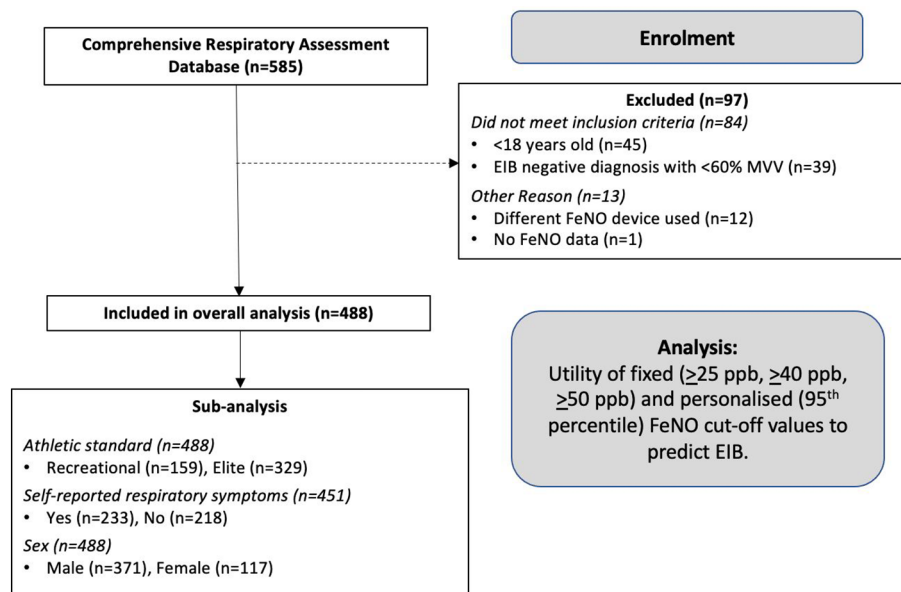 Comprehensive Respiratory Assessment
Database (n=585)
Enrolment
Excluded (n=97)
Did not meet inclusion criteria (n=84)
• <18 years old (n=45)
• EIB negative diagnosis with <60% MVV (n=39)
Other Reason (n=13)
• Different FeNO device used (n=12)
• No FeNO data (n=1)
Included in overall analysis (n=488)
Analysis:
Utility of fixed (≥25 ppb, ≥40 ppb,
≥50 ppb) and personalised (95th
percentile) FeNO cut-off values to
predict EIB.
Sub-analysis
Athletic standard (n=488)
• Recreational (n=159), Elite (n=329)
Self-reported respiratory symptoms (n=451)
• Yes (n=233), No (n=218)
Sex (n=488)
• Male (n=371), Female (n=117)